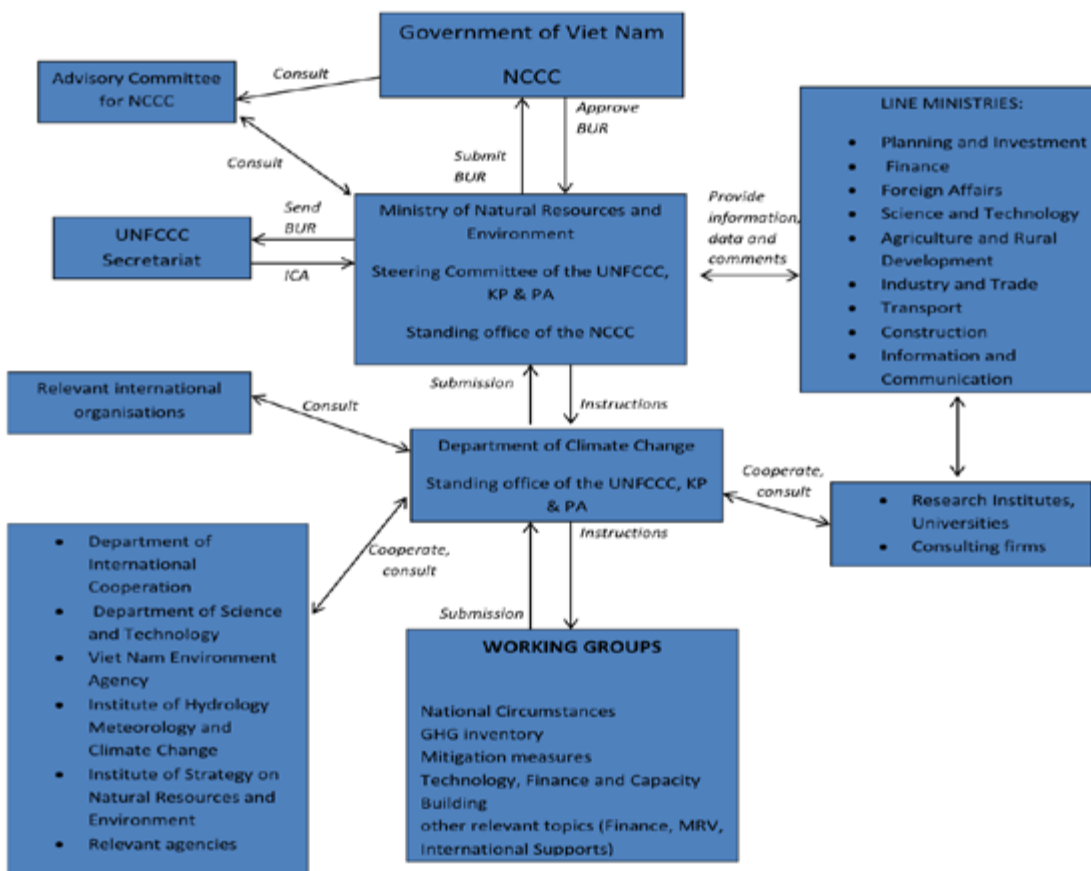 Government of Viet Nam
NCCC
Advisory Committee
for NCCC
Consult
Approve
BUR
Submit
BUR
Consult
LINE MINISTRIES:
• Planning and Investment
• Finance
• Foreign Affairs
• Science and Technology
• Agriculture and Rural
Development
• Industry and Trade
• Transport
• Construction
• Information and
Communication
Provide
information,
data and
comments
Send
BUR
UNFCCC
Secretariat
ICA
Ministry of Natural Resources and
Environment
Steering Committee of the UNFCCC,
KP & PA
Standing office of the NCCC
Submission
Instructions
Relevant international
organisations
Consult
Department of Climate Change
Standing office of the UNFCCC, KP
& PA
Cooperate,
consult
• Research Institutes,
Universities
• Consulting firms
Cooperate,
consult
Submission
Instructions
• Department of
International
Cooperation
• Department of Science
and Technology
• Viet Nam Environment
Agency
• Institute of Hydrology
Meteorology and
Climate Change
• Institute of Strategy on
Natural Resources and
Environment
• Relevant agencies
WORKING GROUPS
National Circumstances
GHG inventory
Mitigation measures
Technology, Finance and Capacity
Building
other relevant topics (Finance, MRV,
International Supports)